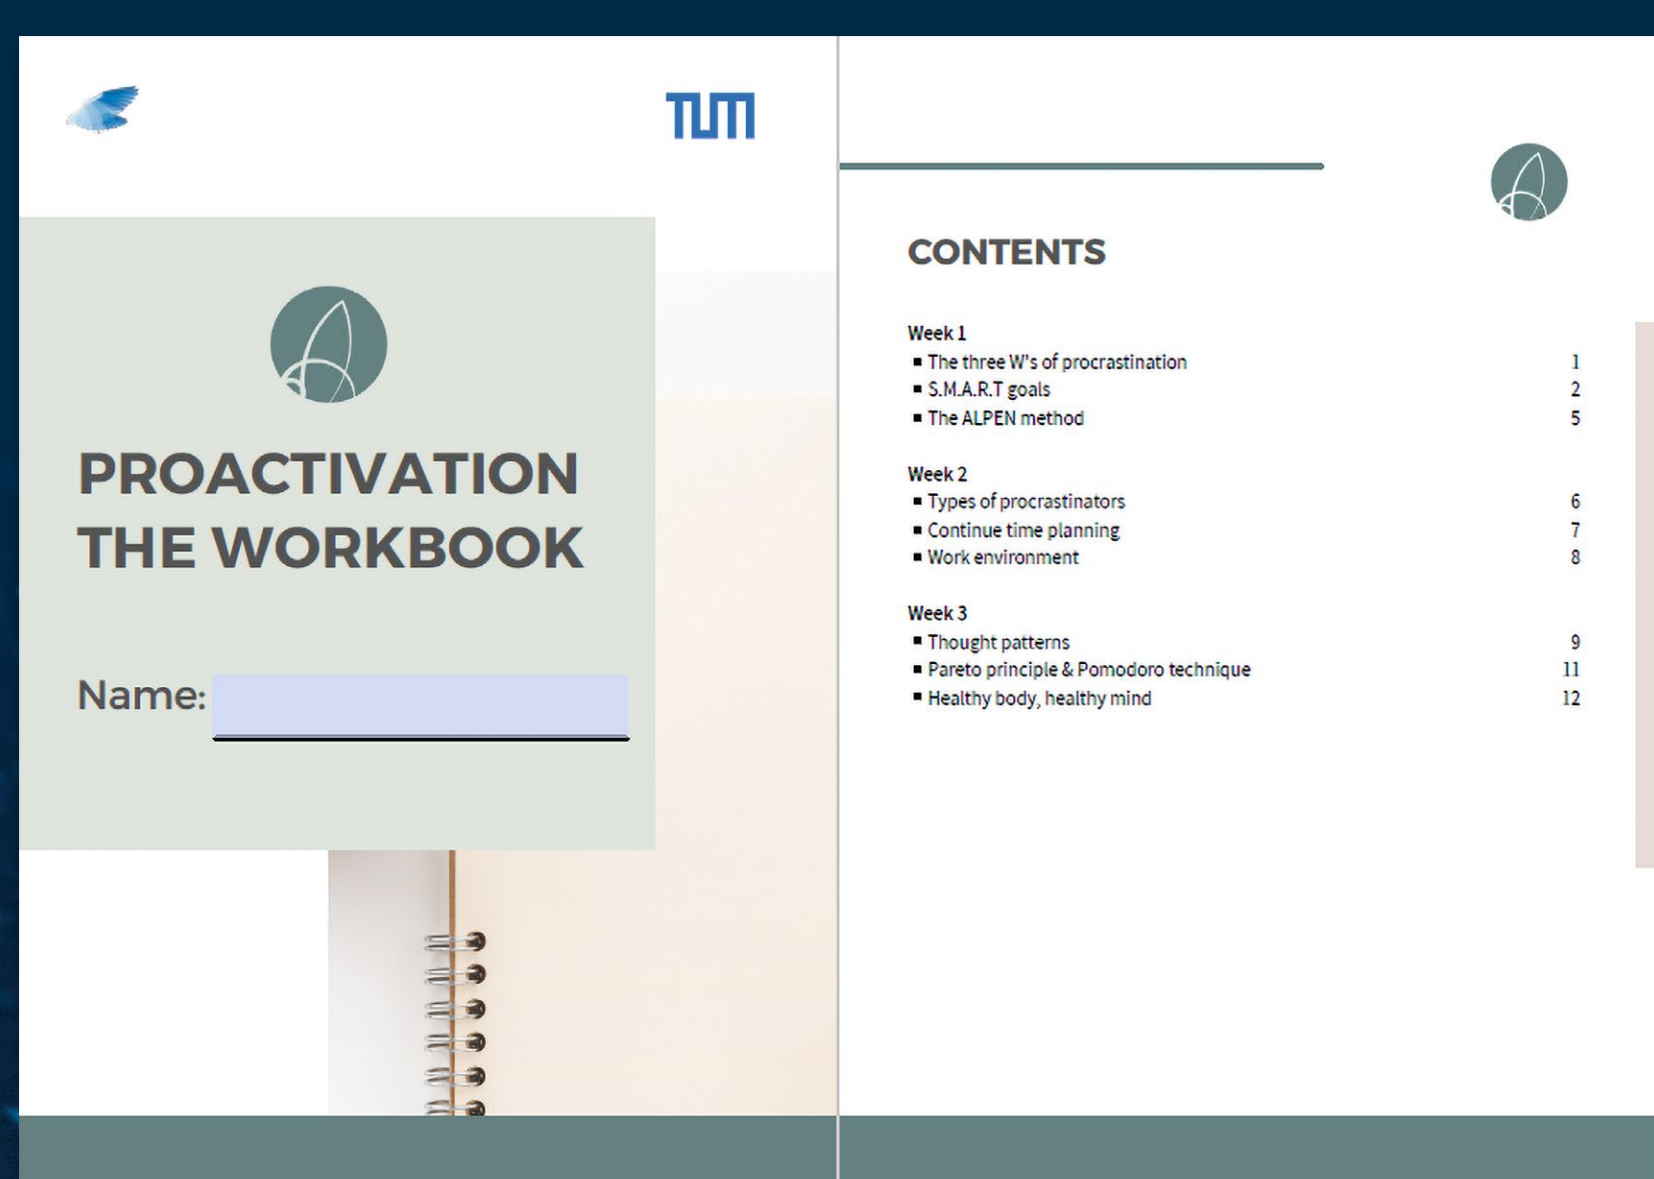 TUM
PROACTIVATION
THE WORKBOOK
Name:
CONTENTS
Week 1
▪ The three W's of procrastination 1
▪ S.M.A.R.T goals 2
▪ The ALPEN method 5
Week 2
▪ Types of procrastinators 6
▪ Continue time planning 7
▪ Work environment 8
Week 3
▪ Thought patterns 9
▪ Pareto principle & Pomodoro technique 11
▪ Healthy body, healthy mind 12